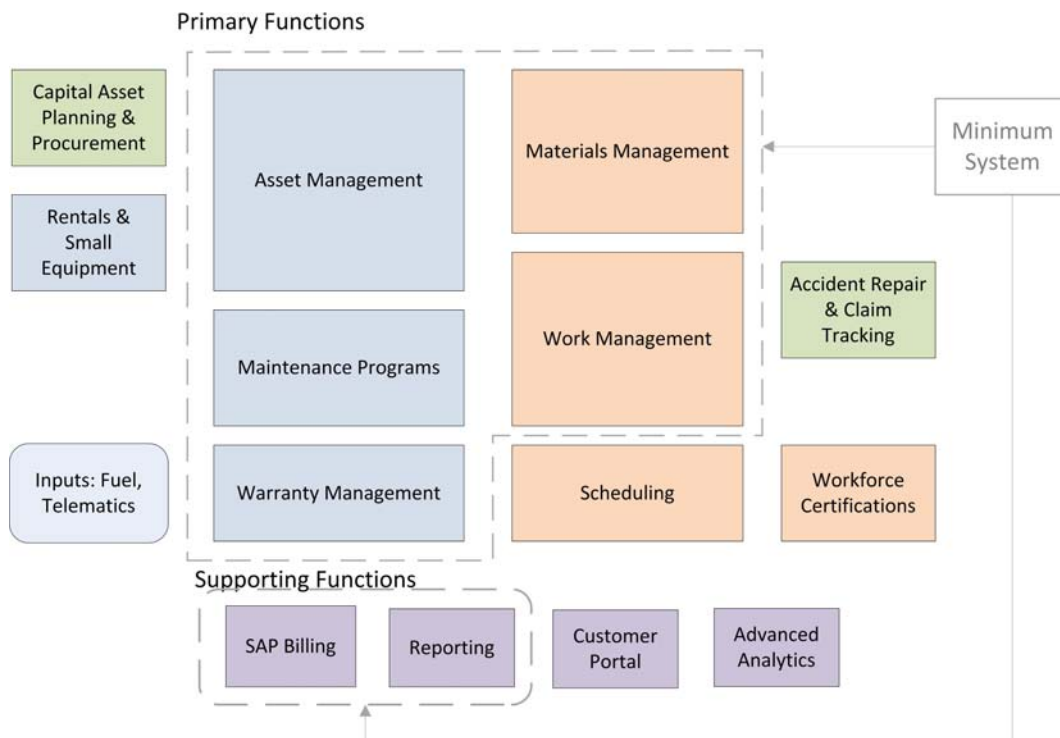 Primary Functions
Capital Asset
Planning &
Procurement
Asset Management
Materials Management
Minimum
System
Rentals &
Small
Equipment
Accident Repair
& Claim
Tracking
Maintenance Programs
Work Management
Inputs: Fuel,
Telematics
Warranty Management
Scheduling
Workforce
Certifications
Supporting Functions
SAP Billing
Reporting
Customer
Portal
Advanced
Analytics